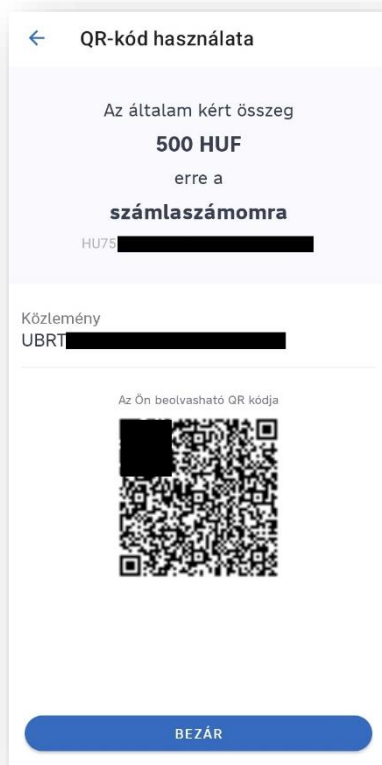 QR-kód használata
Az általam kért összeg
500 HUF
erre a
számlaszámomra
HU75
Közlemény
UBRT
Az Ön beolvasható QR kódja
BEZÁR